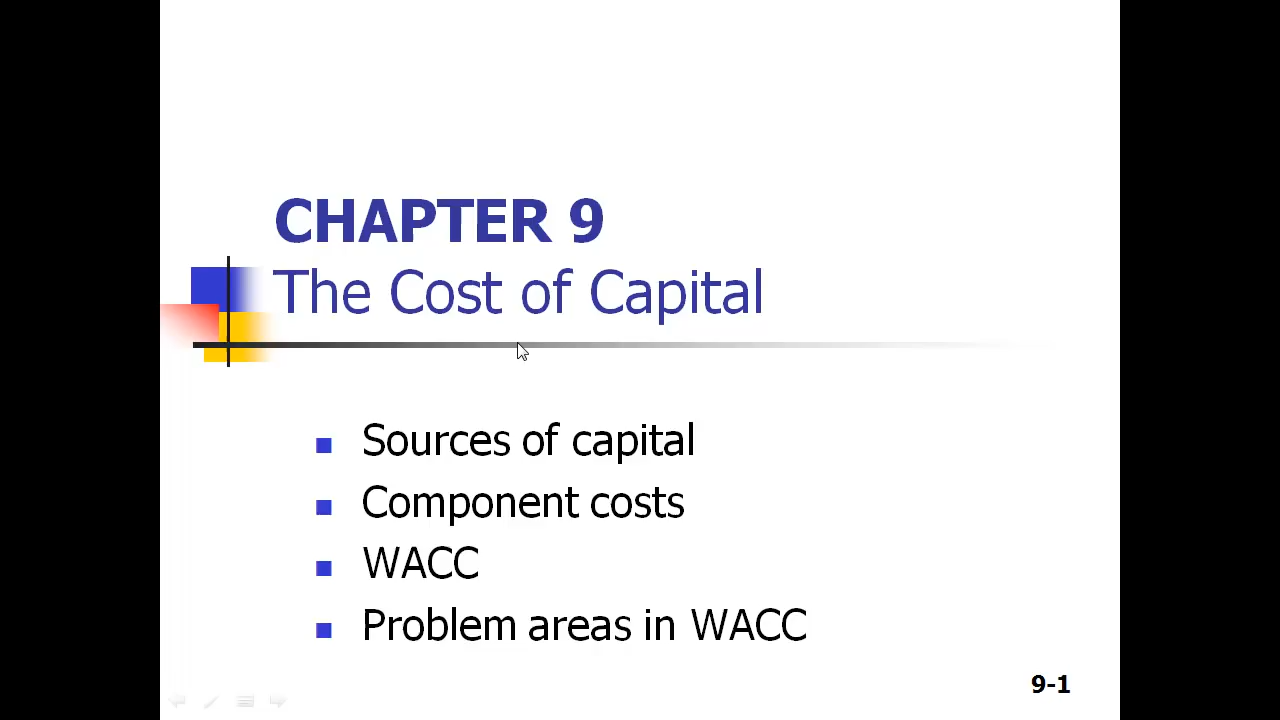 CHAPTER 9
The Cost of Capital
Sources of capital
Component costs
WACC
Problem areas in WACC
9-1